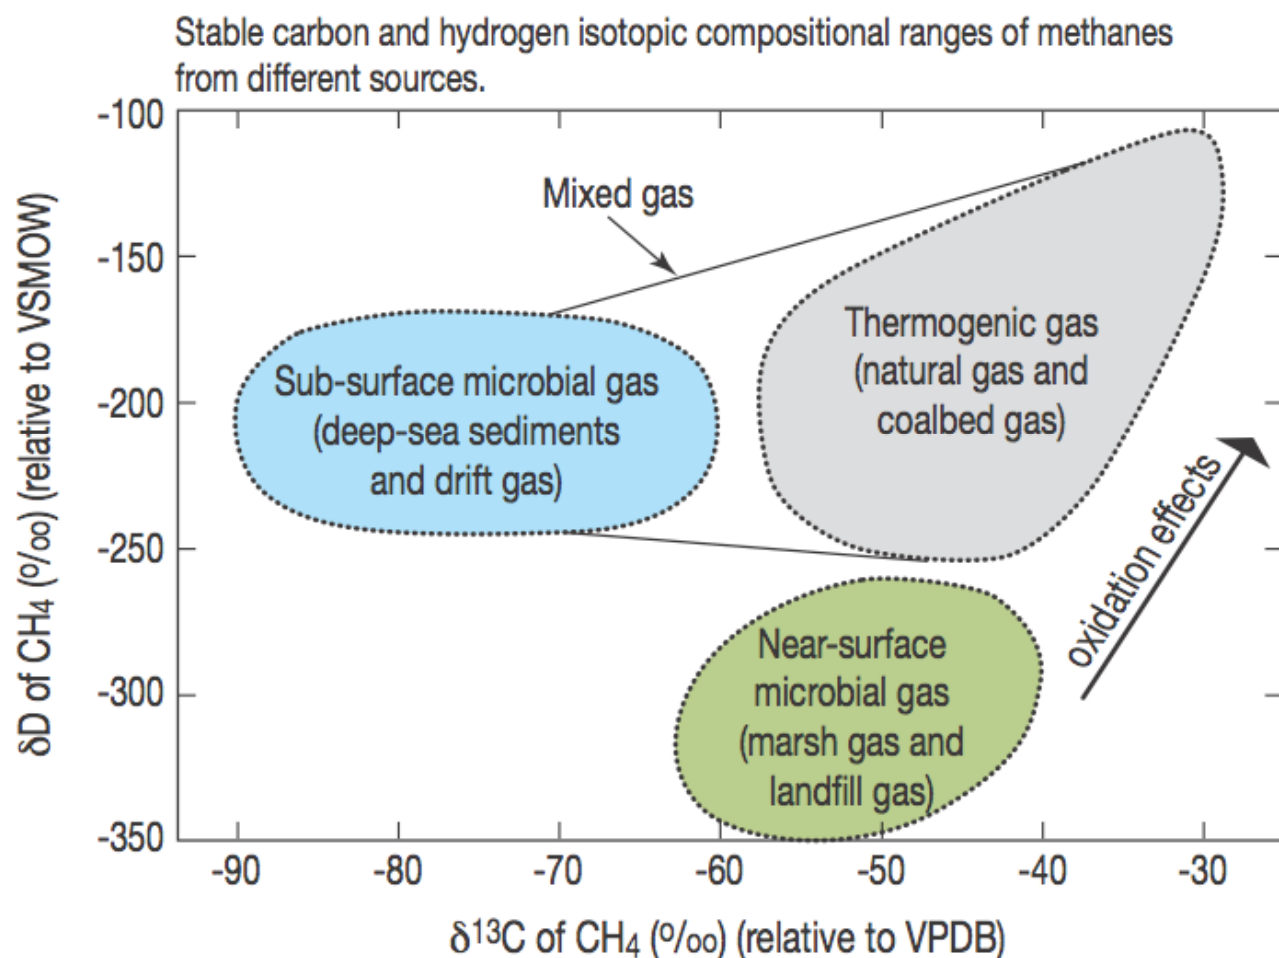 Stable carbon and hydrogen isotopic compositional ranges of methanes
from different sources.
δD of CH₄ (º/oo) (relative to VSMOW)
-100
-150
-200
-250
-300
-350
Mixed gas
Sub-surface microbial gas
(deep-sea sediments
and drift gas)
Thermogenic gas
(natural gas and
coalbed gas)
oxidation effects
Near-surface
microbial gas
(marsh gas and
landfill gas)
-90 -80 -70 -60 -50 -40 -30
δ¹³C of CH₄ (º/oo) (relative to VPDB)